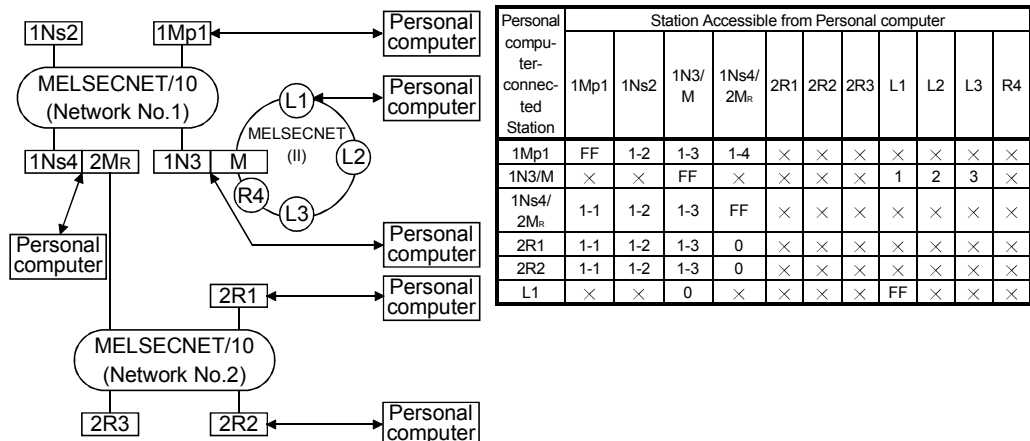 1Ns2
1Mp1
Personal
computer
MELSECNET/10
(Network No.1)
L1
Personal
computer
MELSECNET
(II)
L2
1Ns4 2MR
1N3 M
R4
L3
Personal
computer
Personal
computer
2R1
Personal
computer
MELSECNET/10
(Network No.2)
2R3
2R2
Personal
computer
Personal
compu-
ter-
connec-
ted
Station
Station Accessible from Personal computer
1Mp1 1Ns2 1N3/ M 1Ns4/ 2MR 2R1 2R2 2R3 L1 L2 L3 R4
1Mp1 FF 1-2 1-3 1-4 × × × × × × ×
1N3/M × × FF × × × × 1 2 3 ×
1Ns4/ 2MR 1-1 1-2 1-3 FF × × × × × × ×
2R1 1-1 1-2 1-3 0 × × × × × × ×
2R2 1-1 1-2 1-3 0 × × × × × × ×
L1 × × 0 × × × × FF × × ×